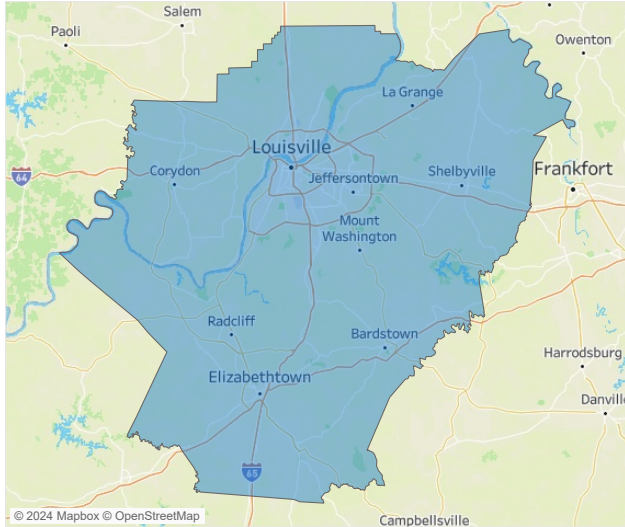 Salem
Paoli
Owenton
La Grange
Louisville
Frankfort
64
Corydon
Jeffersontown
Shelbyville
Mount
Washington
Radcliff
Bardstown
Harrodsburg
Elizabethtown
Danvill
65
© 2024 Mapbox © OpenStreetMap
Campbellsville